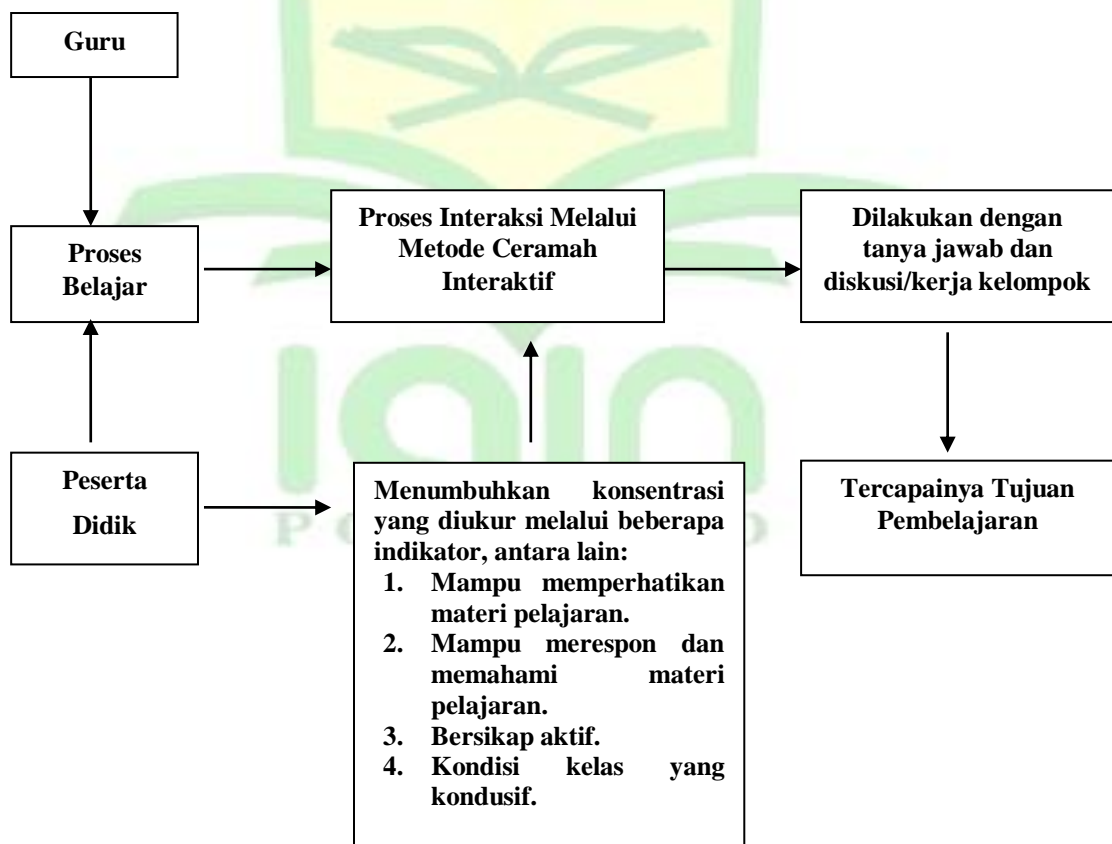 Guru
Proses Interaksi Melalui
Metode Ceramah
Interaktif
Dilakukan dengan
tanya jawab dan
diskusi/kerja kelompok
Proses
Belajar
Peserta
Didik
Menumbuhkan konsentrasi
yang diukur melalui beberapa
indikator, antara lain:
1. Mampu memperhatikan
materi pelajaran.
2. Mampu merespon dan
memahami materi
pelajaran.
3. Bersikap aktif.
4. Kondisi kelas yang
kondusif.
Tercapainya Tujuan
Pembelajaran
iain